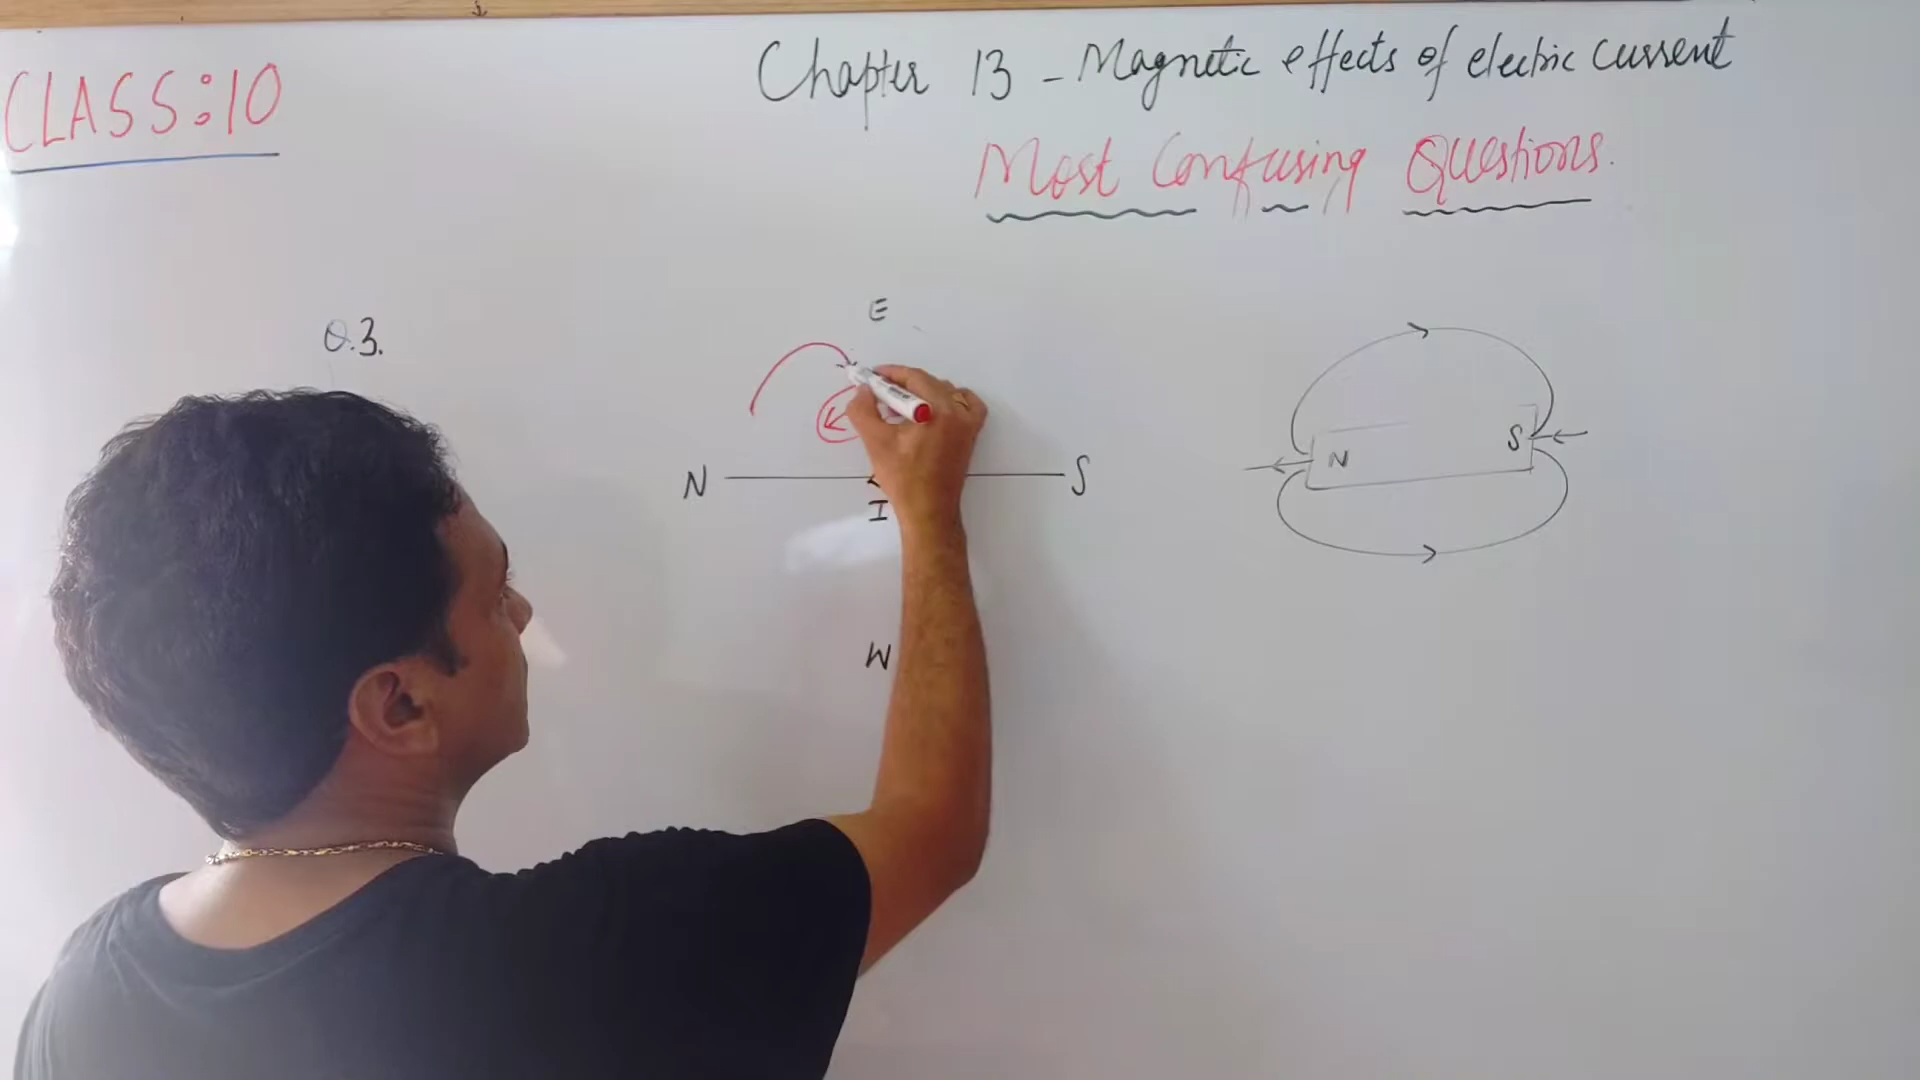 CLASS:10
Chapter 13 - Magnetic effects of electric current
Most Confusing Questions.
Q.3.
E
N S
I
W
N S